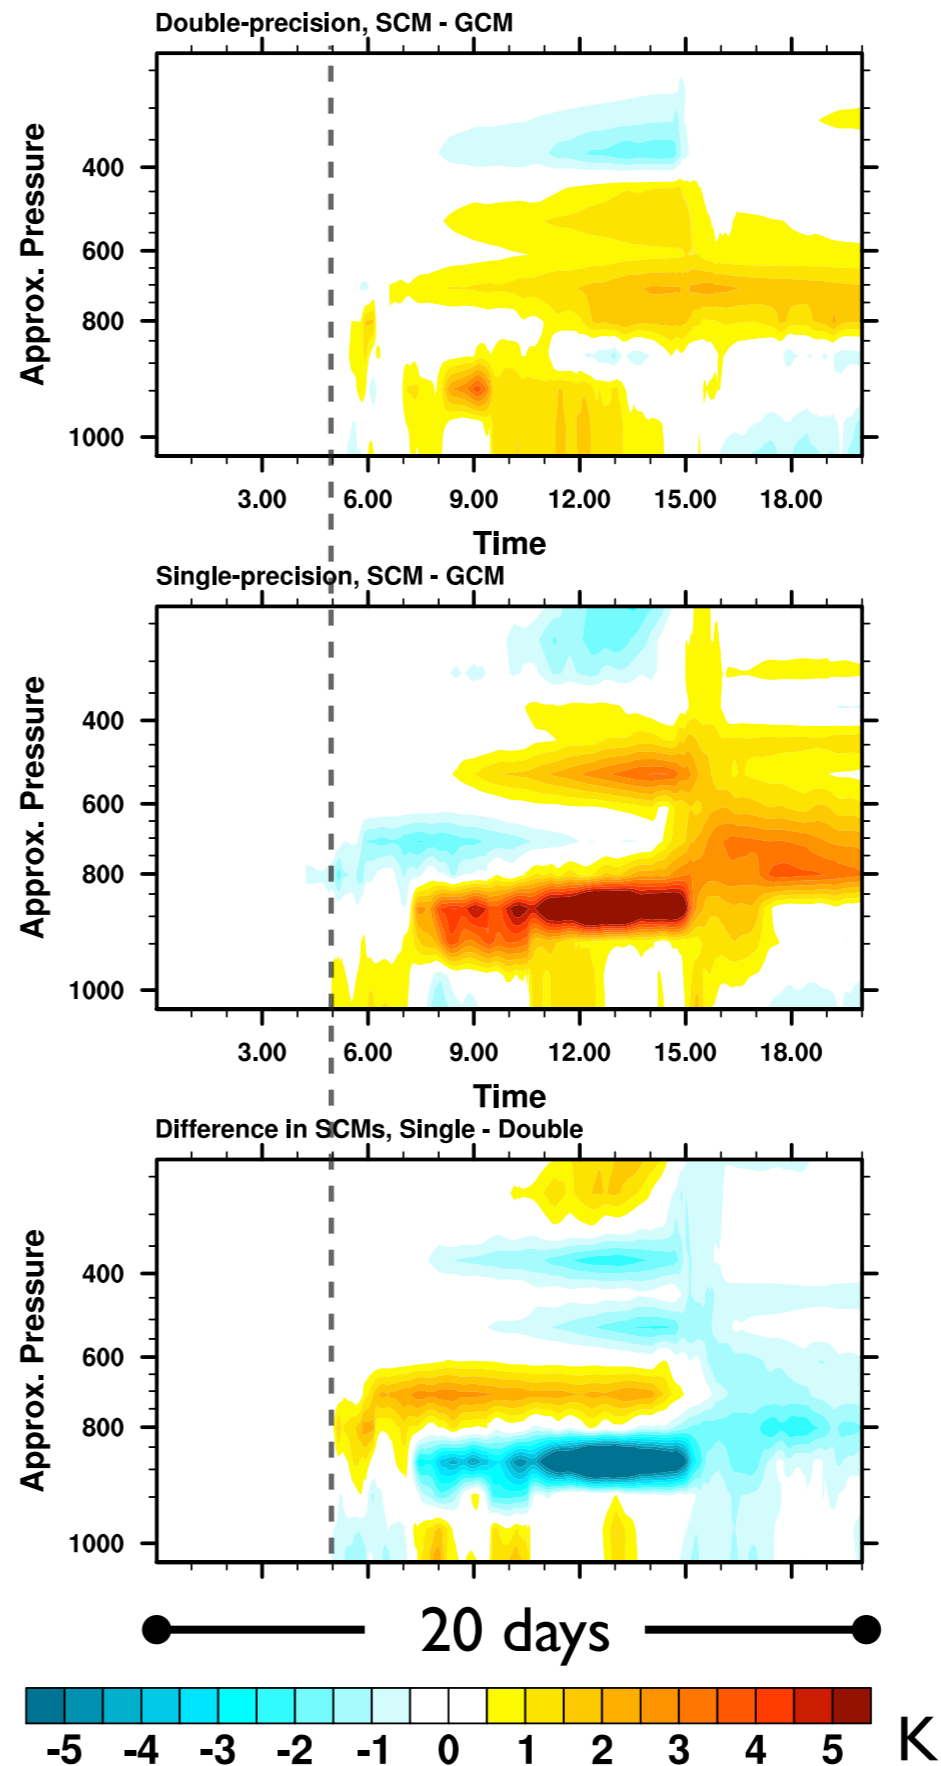 Double-precision, SCM - GCM
Approx. Pressure
400
600
800
1000
3.00 6.00 9.00 12.00 15.00 18.00
Time
Single-precision, SCM - GCM
Approx. Pressure
400
600
800
1000
3.00 6.00 9.00 12.00 15.00 18.00
Time
Difference in SCMs, Single - Double
Approx. Pressure
400
600
800
1000
20 days
-5 -4 -3 -2 -1 0 1 2 3 4 5 K